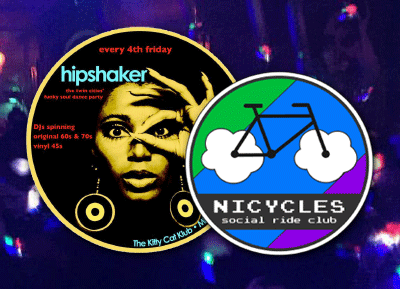 every 4th friday
hipshaker
the twin cities'
funky soul dance party
DJs spinning
original 60s & 70s
vinyl 45s
The Kitty Cat Klub - M
NICYCLES
social ride club